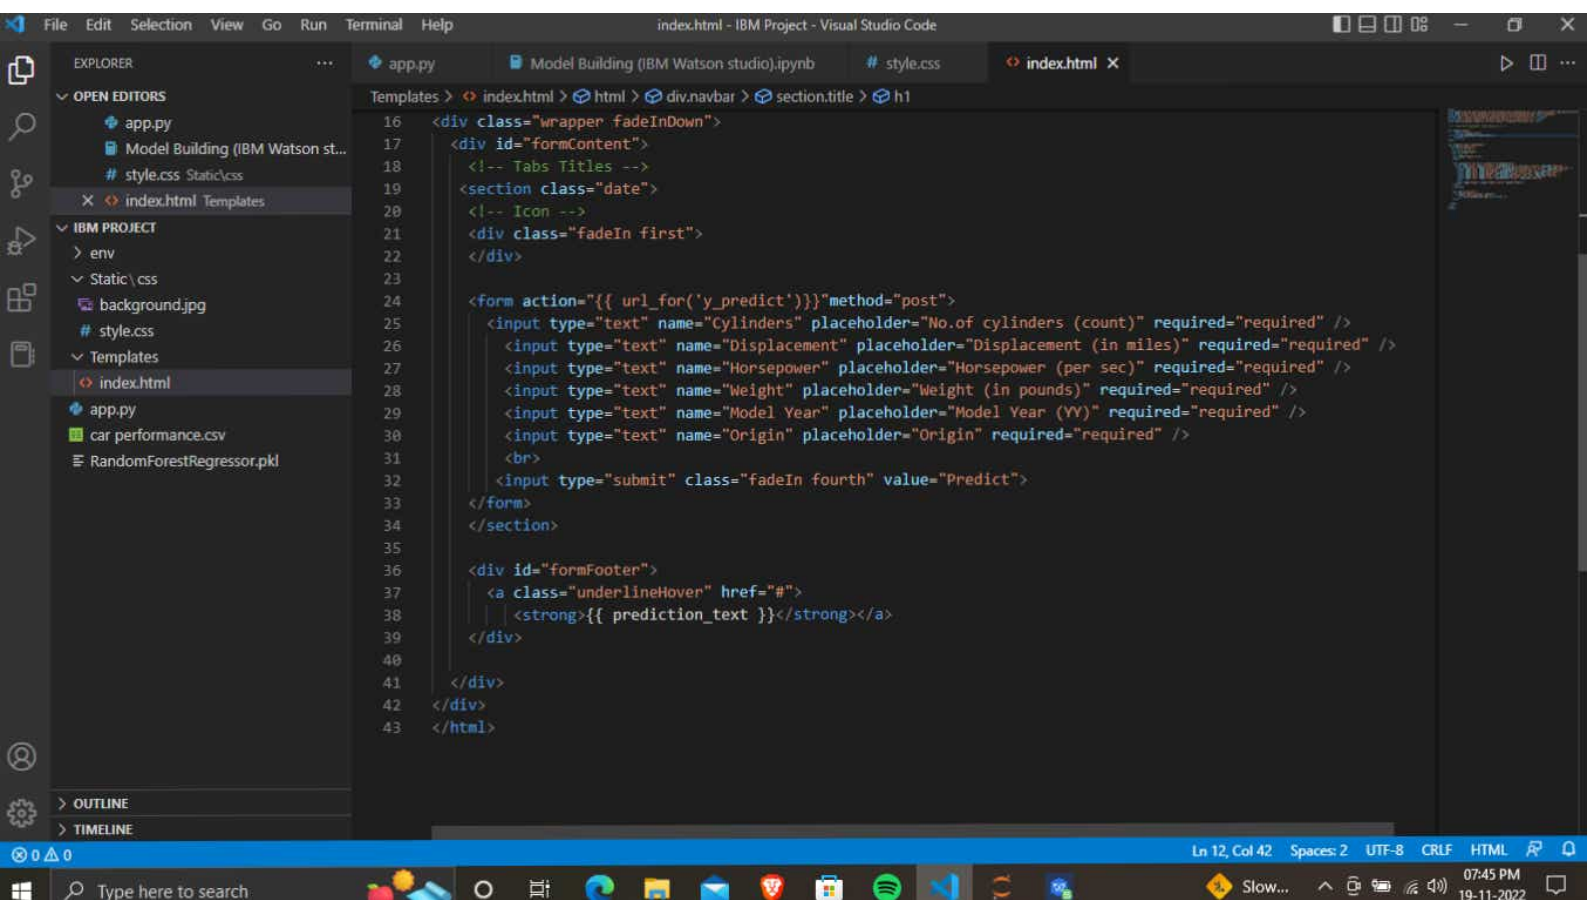 File Edit Selection View Go Run Terminal Help index.html - IBM Project - Visual Studio Code
EXPLORER
OPEN EDITORS
app.py
Model Building (IBM Watson st...
style.css Static\css
index.html Templates
IBM PROJECT
env
Static\css
background.jpg
style.css
Templates
index.html
app.py
car performance.csv
RandomForestRegressor.pkl
OUTLINE
TIMELINE
app.py Model Building (IBM Watson studio).ipynb # style.css index.html
Templates > index.html > html > div.navbar > section.title > h1
16 <div class="wrapper fadeInDown">
17 <div id="formContent">
18 <!-- Tabs Titles -->
19 <section class="date">
20 <!-- Icon -->
21 <div class="fadeIn first">
22 </div>
23
24 <form action="{{ url_for('y_predict')}}"method="post">
25 <input type="text" name="Cylinders" placeholder="No.of cylinders (count)" required="required" />
26 <input type="text" name="Displacement" placeholder="Displacement (in miles)" required="required" />
27 <input type="text" name="Horsepower" placeholder="Horsepower (per sec)" required="required" />
28 <input type="text" name="Weight" placeholder="Weight (in pounds)" required="required" />
29 <input type="text" name="Model Year" placeholder="Model Year (YY)" required="required" />
30 <input type="text" name="Origin" placeholder="Origin" required="required" />
31 <br>
32 <input type="submit" class="fadeIn fourth" value="Predict">
33 </form>
34 </section>
35
36 <div id="formFooter">
37 <a class="underlineHover" href="#">
38 <strong>{{ prediction_text }}</strong></a>
39 </div>
40
41 </div>
42 </div>
43 </html>
0 0 Ln 12, Col 42 Spaces: 2 UTF-8 CRLF HTML
Type here to search Slow... 07:45 PM
19-11-2022